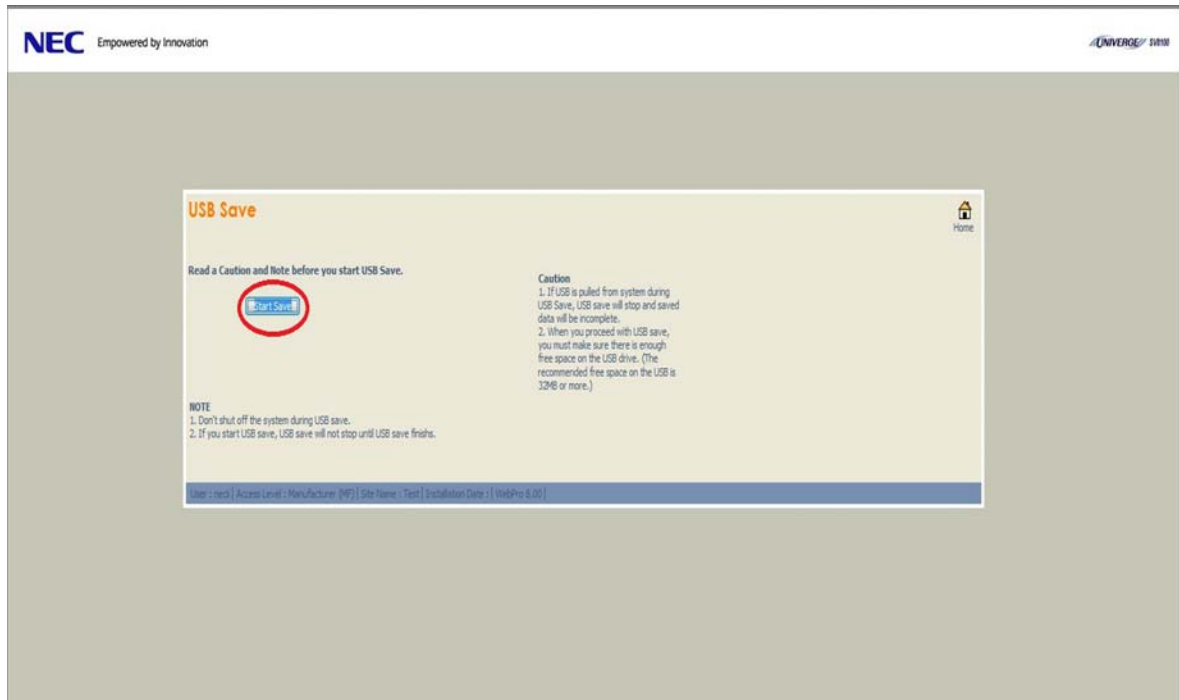 NEC Empowered by Innovation
UNIVERGE SV8100
USB Save
Home
Read a Caution and Note before you start USB Save.
Start Save
Caution
1. If USB is pulled from system during
USB Save, USB save will stop and saved
data will be incomplete.
2. When you proceed with USB save,
you must make sure there is enough
free space on the USB drive. (The
recommended free space on the USB is
32MB or more.)
NOTE
1. Don't shut off the system during USB save.
2. If you start USB save, USB save will not stop until USB save finishs.
User : necii | Access Level : Manufacturer (MF) | Site Name : Test | Installation Date : | WebPro 8.00 |